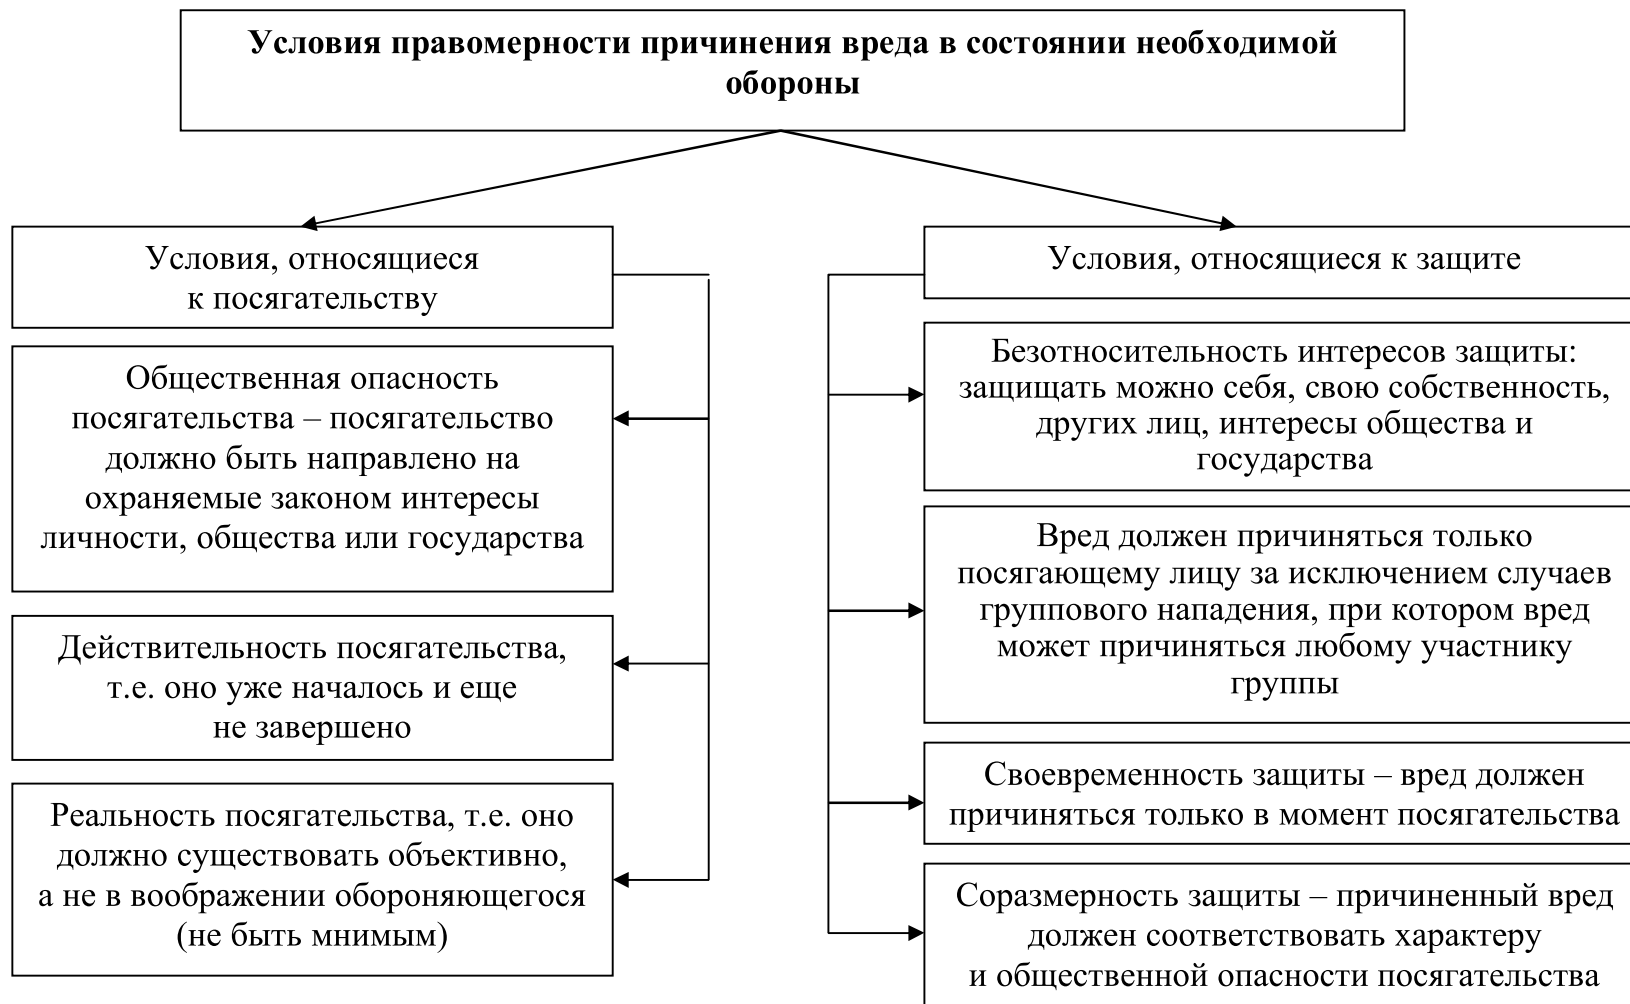 Условия правомерности причинения вреда в состоянии необходимой
обороны
Условия, относящиеся
к посягательству
Общественная опасность
посягательства – посягательство
должно быть направлено на
охраняемые законом интересы
личности, общества или государства
Действительность посягательства,
т.е. оно уже началось и еще
не завершено
Реальность посягательства, т.е. оно
должно существовать объективно,
а не в воображении обороняющегося
(не быть мнимым)
Условия, относящиеся к защите
Безотносительность интересов защиты:
защищать можно себя, свою собственность,
других лиц, интересы общества и
государства
Вред должен причиняться только
посягающему лицу за исключением случаев
группового нападения, при котором вред
может причиняться любому участнику
группы
Своевременность защиты – вред должен
причиняться только в момент посягательства
Соразмерность защиты – причиненный вред
должен соответствовать характеру
и общественной опасности посягательства